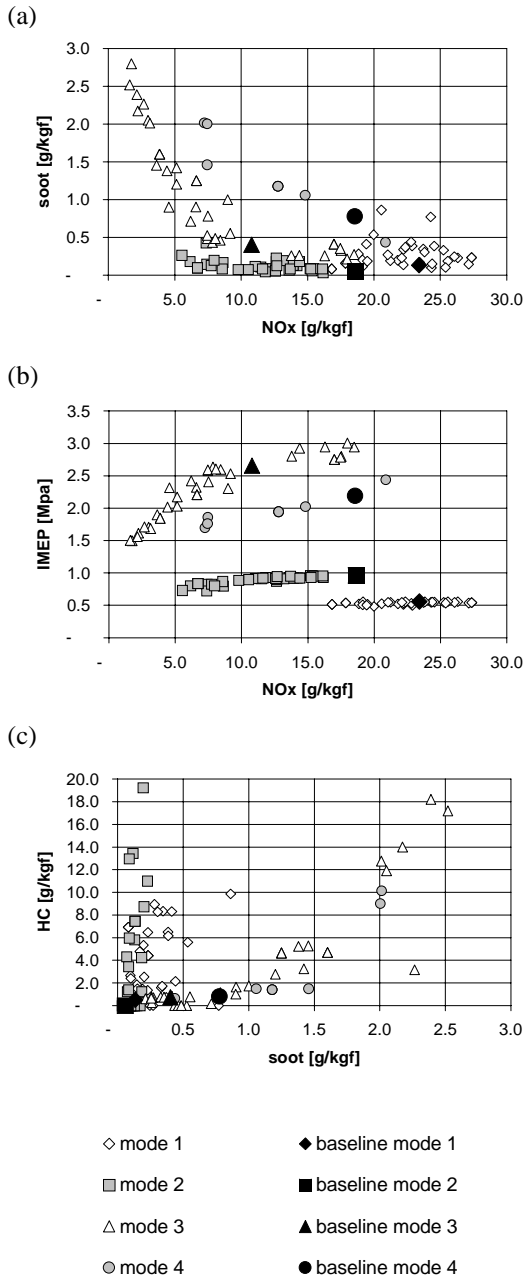 (a)
3.0
2.5
2.0
1.5
1.0
0.5
-
soot [g/kgf]
- 5.0 10.0 15.0 20.0 25.0 30.0
NOx [g/kgf]
(b)
3.5
3.0
2.5
2.0
1.5
1.0
0.5
-
IMEP [Mpa]
- 5.0 10.0 15.0 20.0 25.0 30.0
NOx [g/kgf]
(c)
20.0
18.0
16.0
14.0
12.0
10.0
8.0
6.0
4.0
2.0
-
HC [g/kgf]
- 0.5 1.0 1.5 2.0 2.5 3.0
soot [g/kgf]
mode 1 baseline mode 1
mode 2 baseline mode 2
mode 3 baseline mode 3
mode 4 baseline mode 4